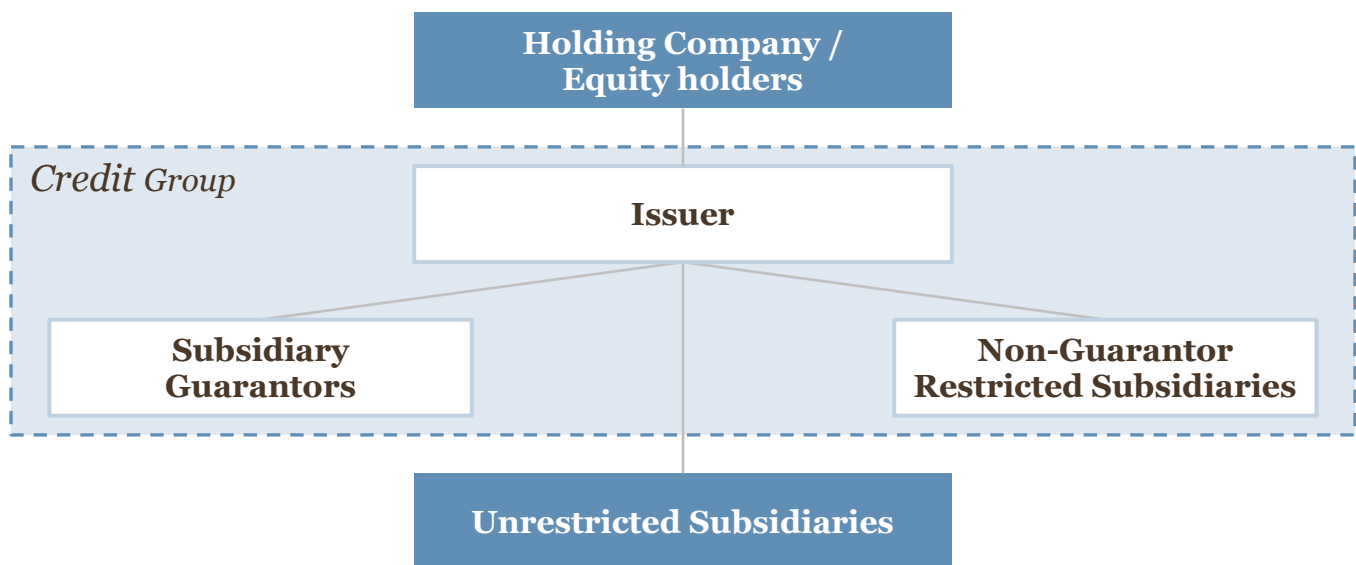 Holding Company /
Equity holders
Credit Group
Issuer
Subsidiary
Guarantors
Non-Guarantor
Restricted Subsidiaries
Unrestricted Subsidiaries